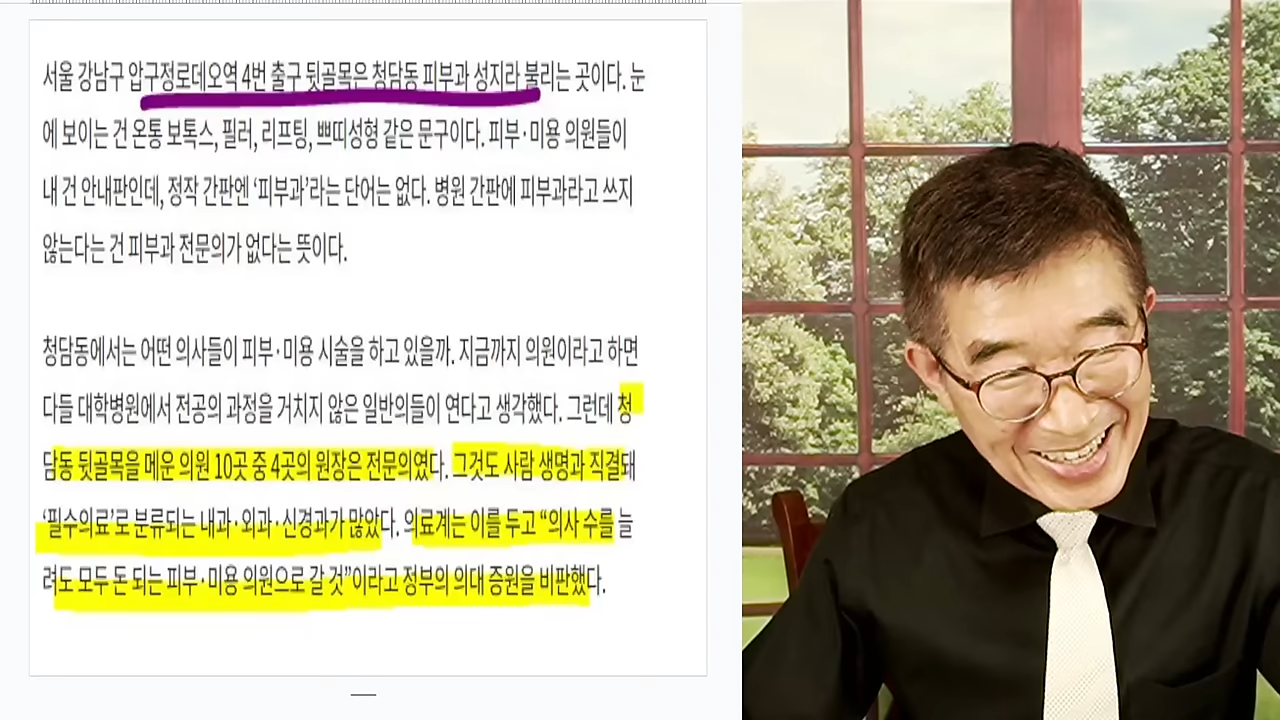 서울 강남구 압구정로데오역 4번 출구 뒷골목은 청담동 피부과 성지라 불리는 곳이다. 눈
에 보이는 건 온통 보톡스, 필러, 리프팅, 쁘띠성형 같은 문구이다. 피부·미용 의원들이
내 건 안내판인데, 정작 간판엔 ‘피부과’라는 단어는 없다. 병원 간판에 피부과라고 쓰지
않는다는 건 피부과 전문의가 없다는 뜻이다.
청담동에서는 어떤 의사들이 피부·미용 시술을 하고 있을까. 지금까지 의원이라고 하면
다들 대학병원에서 전공의 과정을 거치지 않은 일반의들이 연다고 생각했다. 그런데 청
담동 뒷골목을 메운 의원 10곳 중 4곳의 원장은 전문의였다. 그것도 사람 생명과 직결돼
‘필수의료’로 분류되는 내과·외과·신경과가 많았다. 의료계는 이를 두고 “의사 수를 늘
려도 모두 돈 되는 피부·미용 의원으로 갈 것”이라고 정부의 의대 증원을 비판했다.